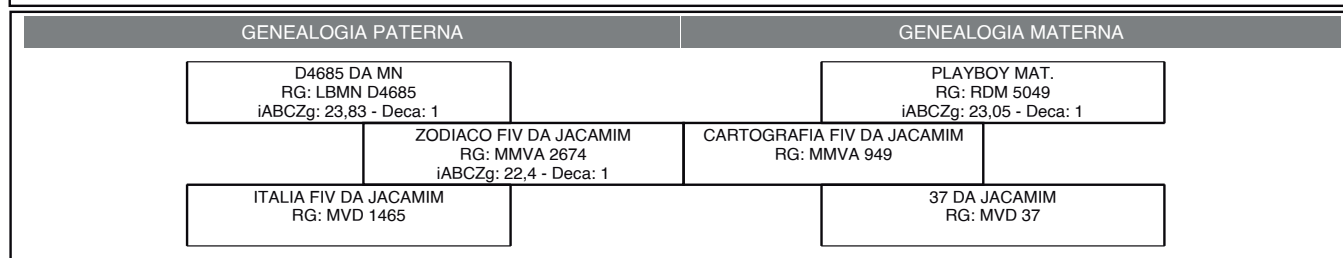 GENEALOGIA PATERNA
GENEALOGIA MATERNA
D4685 DA MN
RG: LBMN D4685
iABCZg: 23,83 - Deca: 1
PLAYBOY MAT.
RG: RDM 5049
iABCZg: 23,05 - Deca: 1
ZODIACO FIV DA JACAMIM
RG: MMVA 2674
iABCZg: 22,4 - Deca: 1
CARTOGRAFIA FIV DA JACAMIM
RG: MMVA 949
ITALIA FIV DA JACAMIM
RG: MVD 1465
37 DA JACAMIM
RG: MVD 37